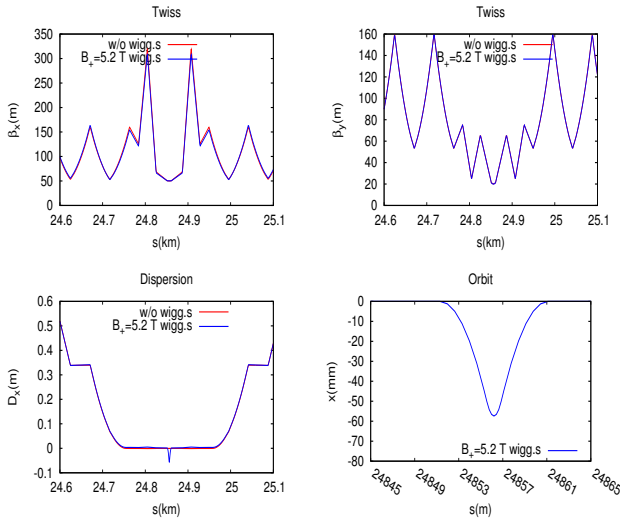 Twiss
350
300
250
200
150
100
50
0
24.6 24.7 24.8 24.9 25 25.1
βx(m)
s(km)
w/o wigg.s
B+=5.2 T wigg.s
Twiss
160
140
120
100
80
60
40
20
0
24.6 24.7 24.8 24.9 25 25.1
βy(m)
s(km)
w/o wigg.s
B+=5.2 T wigg.s
Dispersion
0.6
0.5
0.4
0.3
0.2
0.1
0
-0.1
24.6 24.7 24.8 24.9 25 25.1
Dx(m)
s(km)
w/o wigg.s
B+=5.2 T wigg.s
Orbit
0
-10
-20
-30
-40
-50
-60
-70
-80
24845 24849 24853 24857 24861 24865
x(mm)
s(m)
B+=5.2 T wigg.s